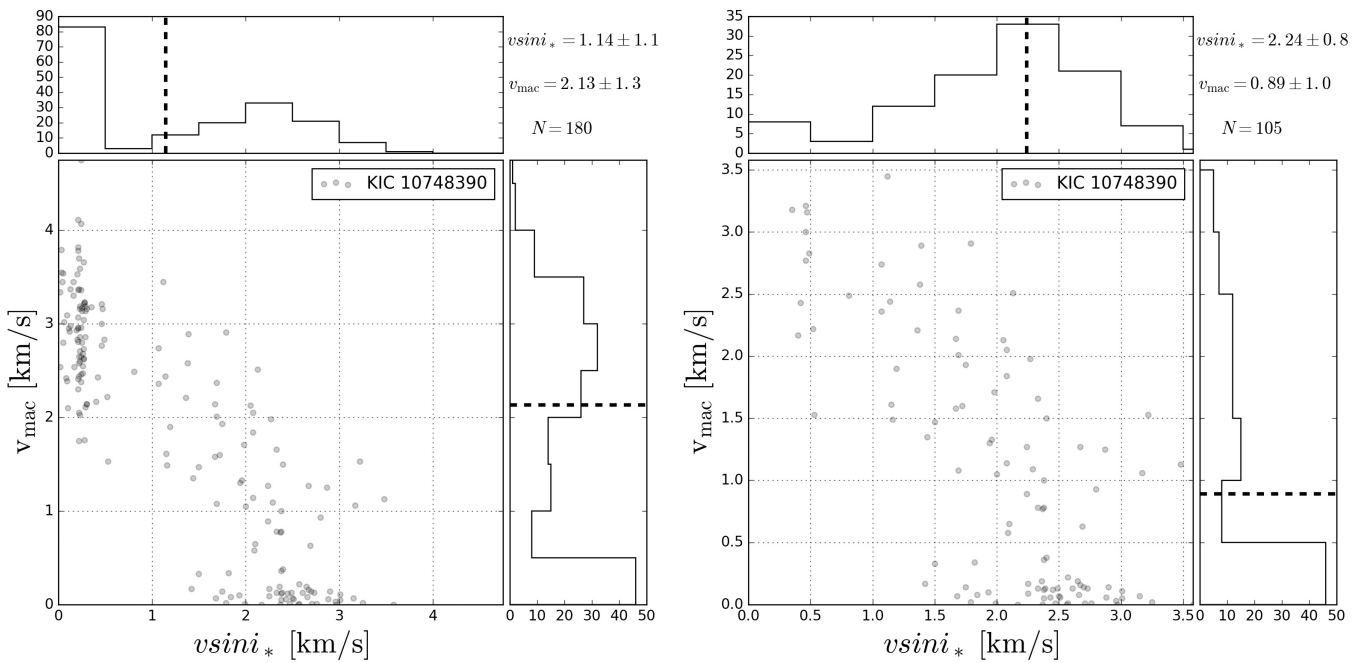 90
80
70
60
50
40
30
20
10
0
vsini∗ = 1.14 ± 1.1
v_mac = 2.13 ± 1.3
N = 180
KIC 10748390
4
3
2
1
0
v_mac [km/s]
0 1 2 3 4
vsini∗ [km/s]
0 10 20 30 40 50
35
30
25
20
15
10
5
0
vsini∗ = 2.24 ± 0.8
v_mac = 0.89 ± 1.0
N = 105
KIC 10748390
3.5
3.0
2.5
2.0
1.5
1.0
0.5
0.0
v_mac [km/s]
0.0 0.5 1.0 1.5 2.0 2.5 3.0 3.5
vsini∗ [km/s]
0 10 20 30 40 50